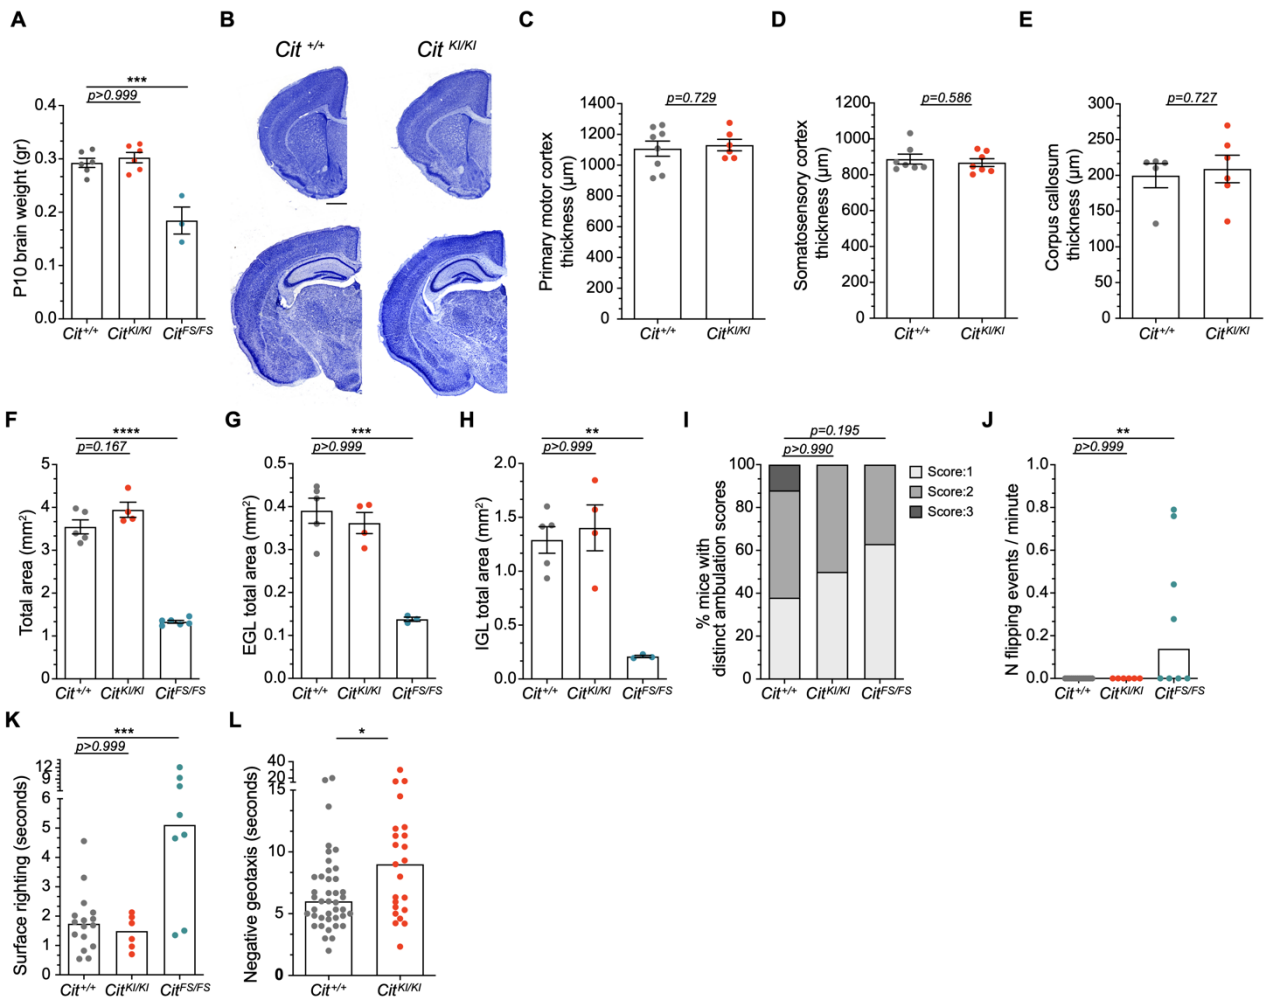 A
P10 brain weight (gr)
***
p>0.999
0.4
0.3
0.2
0.1
0.0
Cit+/+
CitKI/KI
CitFS/FS
B
Cit +/+
Cit KI/KI
C
Primary motor cortex
thickness (μm)
p=0.729
1400
1200
1000
800
600
400
200
0
Cit+/+
CitKI/KI
D
Somatosensory cortex
thickness (μm)
p=0.586
1200
1000
800
600
400
200
0
Cit+/+
CitKI/KI
E
Corpus callosum
thickness (μm)
p=0.727
300
250
200
150
100
50
0
Cit+/+
CitKI/KI
F
Total area (mm2)
****
p=0.167
5
4
3
2
1
0
Cit+/+
CitKI/KI
CitFS/FS
G
EGL total area (mm2)
***
p>0.999
0.5
0.4
0.3
0.2
0.1
0.0
Cit+/+
CitKI/KI
CitFS/FS
H
IGL total area (mm2)
**
p>0.999
2.0
1.5
1.0
0.5
0.0
Cit+/+
CitKI/KI
CitFS/FS
I
% mice with
distinct ambulation scores
p=0.195
p>0.990
100
80
60
40
20
0
Cit+/+
CitKI/KI
CitFS/FS
Score:1
Score:2
Score:3
J
N flipping events / minute
**
p>0.999
1.0
0.8
0.6
0.4
0.2
0.0
Cit+/+
CitKI/KI
CitFS/FS
K
Surface righting (seconds)
***
p>0.999
12
9
6
6
5
4
3
2
1
0
Cit+/+
CitKI/KI
CitFS/FS
L
Negative geotaxis (seconds)
*
40
20
15
10
5
0
Cit+/+
CitKI/KI